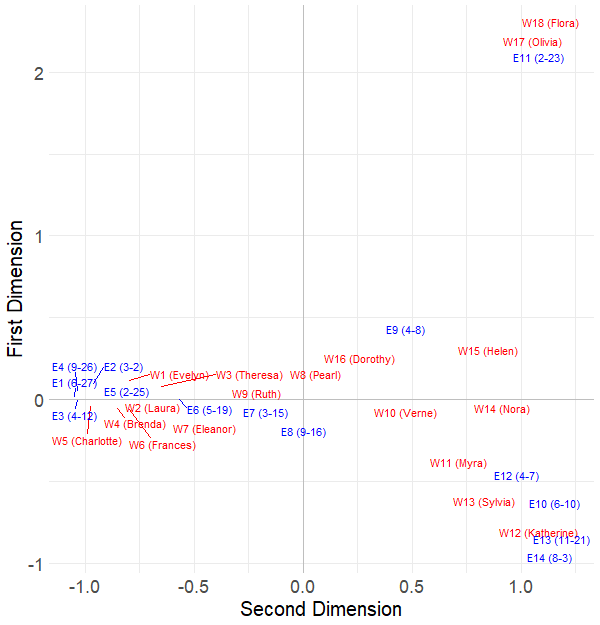 W18 (Flora)
W17 (Olivia)
E11 (2-23)
2
1
First Dimension
E9 (4-8)
W15 (Helen)
W16 (Dorothy)
E4 (9-26)
E2 (3-2)
W1 (Evelyn)
W3 (Theresa)
W8 (Pearl)
E1 (6-27)
E5 (2-25)
W9 (Ruth)
0
W2 (Laura)
E6 (5-19)
E7 (3-15)
W10 (Verne)
W14 (Nora)
E3 (4-12)
W4 (Brenda)
W7 (Eleanor)
E8 (9-16)
W5 (Charlotte)
W6 (Frances)
W11 (Myra)
E12 (4-7)
W13 (Sylvia)
E10 (6-10)
W12 (Katherine)
E13 (11-21)
E14 (8-3)
-1
-1.0
-0.5
0.0
0.5
1.0
Second Dimension